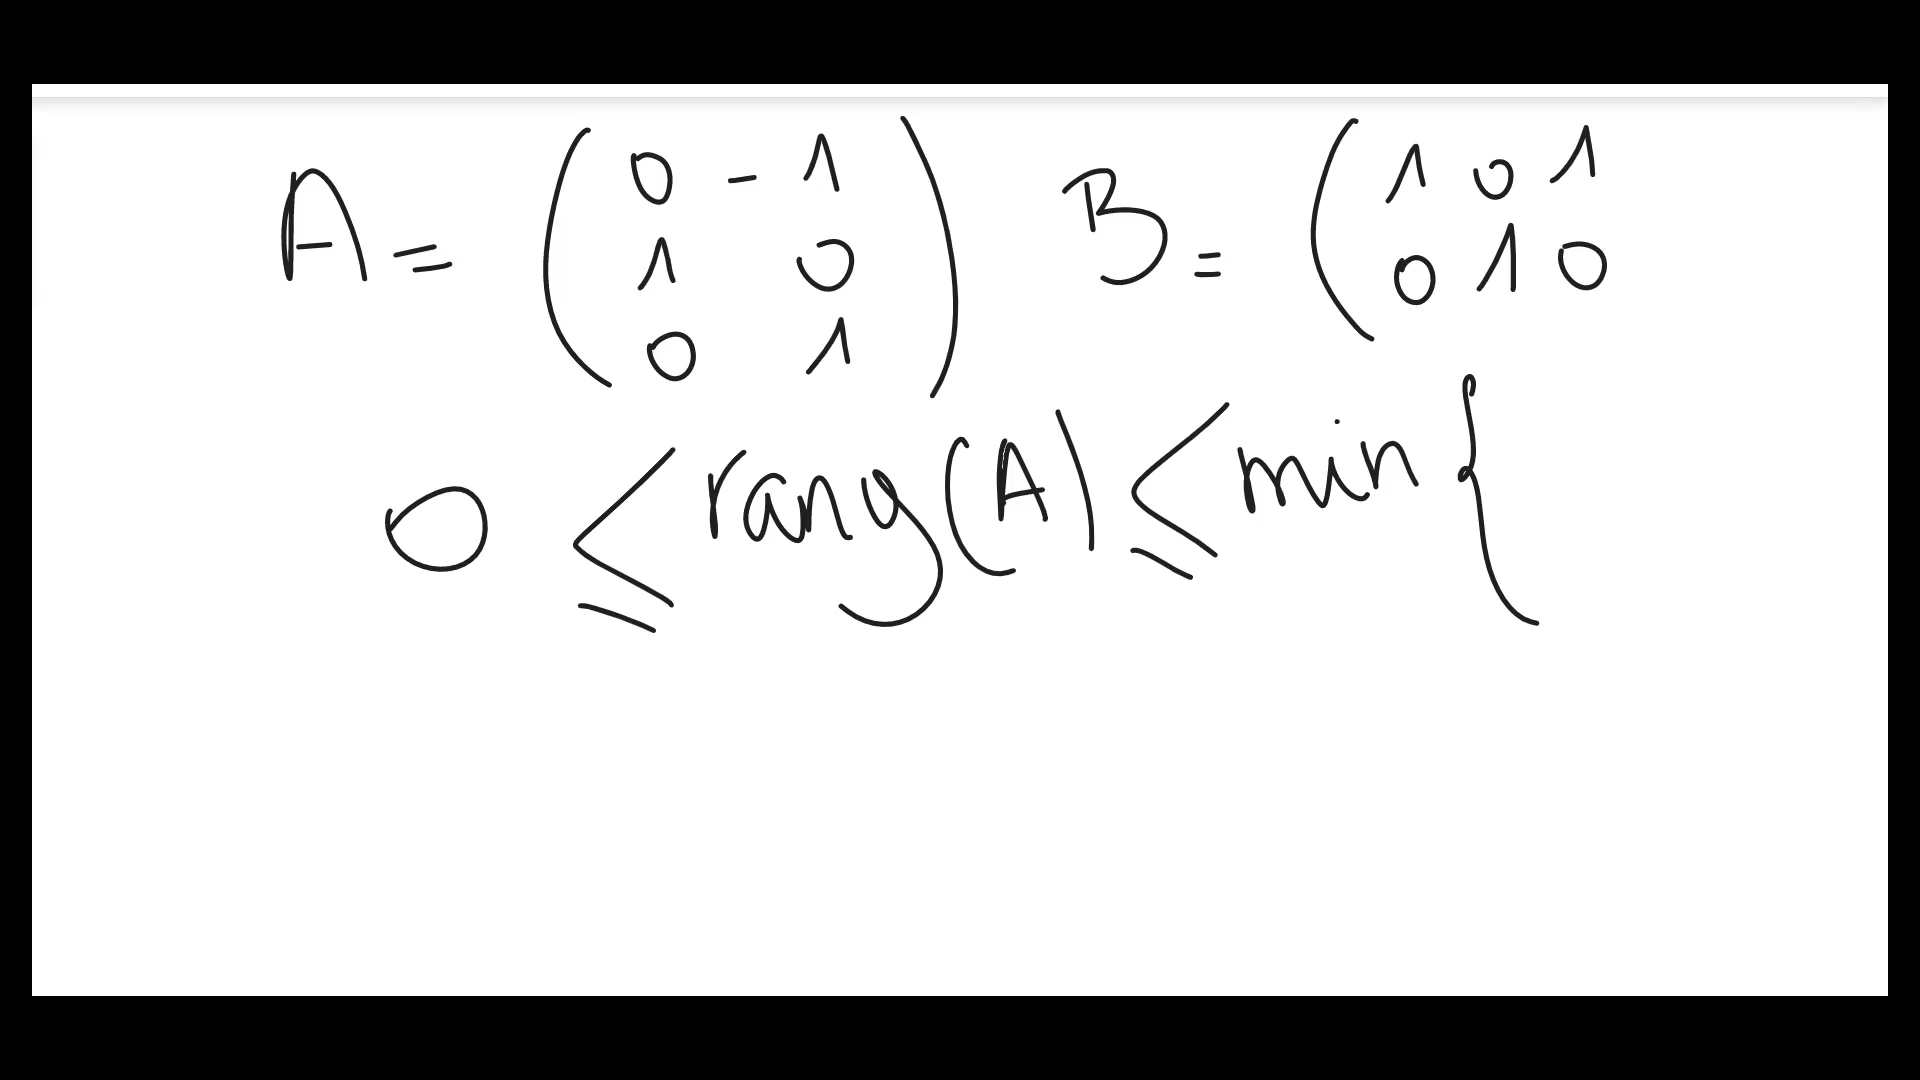 A = ( 0 -1 ) B = ( 1 0 1
1 0 0 1 0
0 1
0 ≤ rang(A) ≤ min {